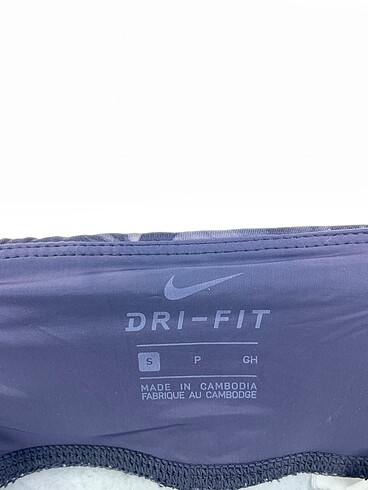 DRI-FIT
S P GH
MADE IN CAMBODIA
FABRIQUE AU CAMBODGE